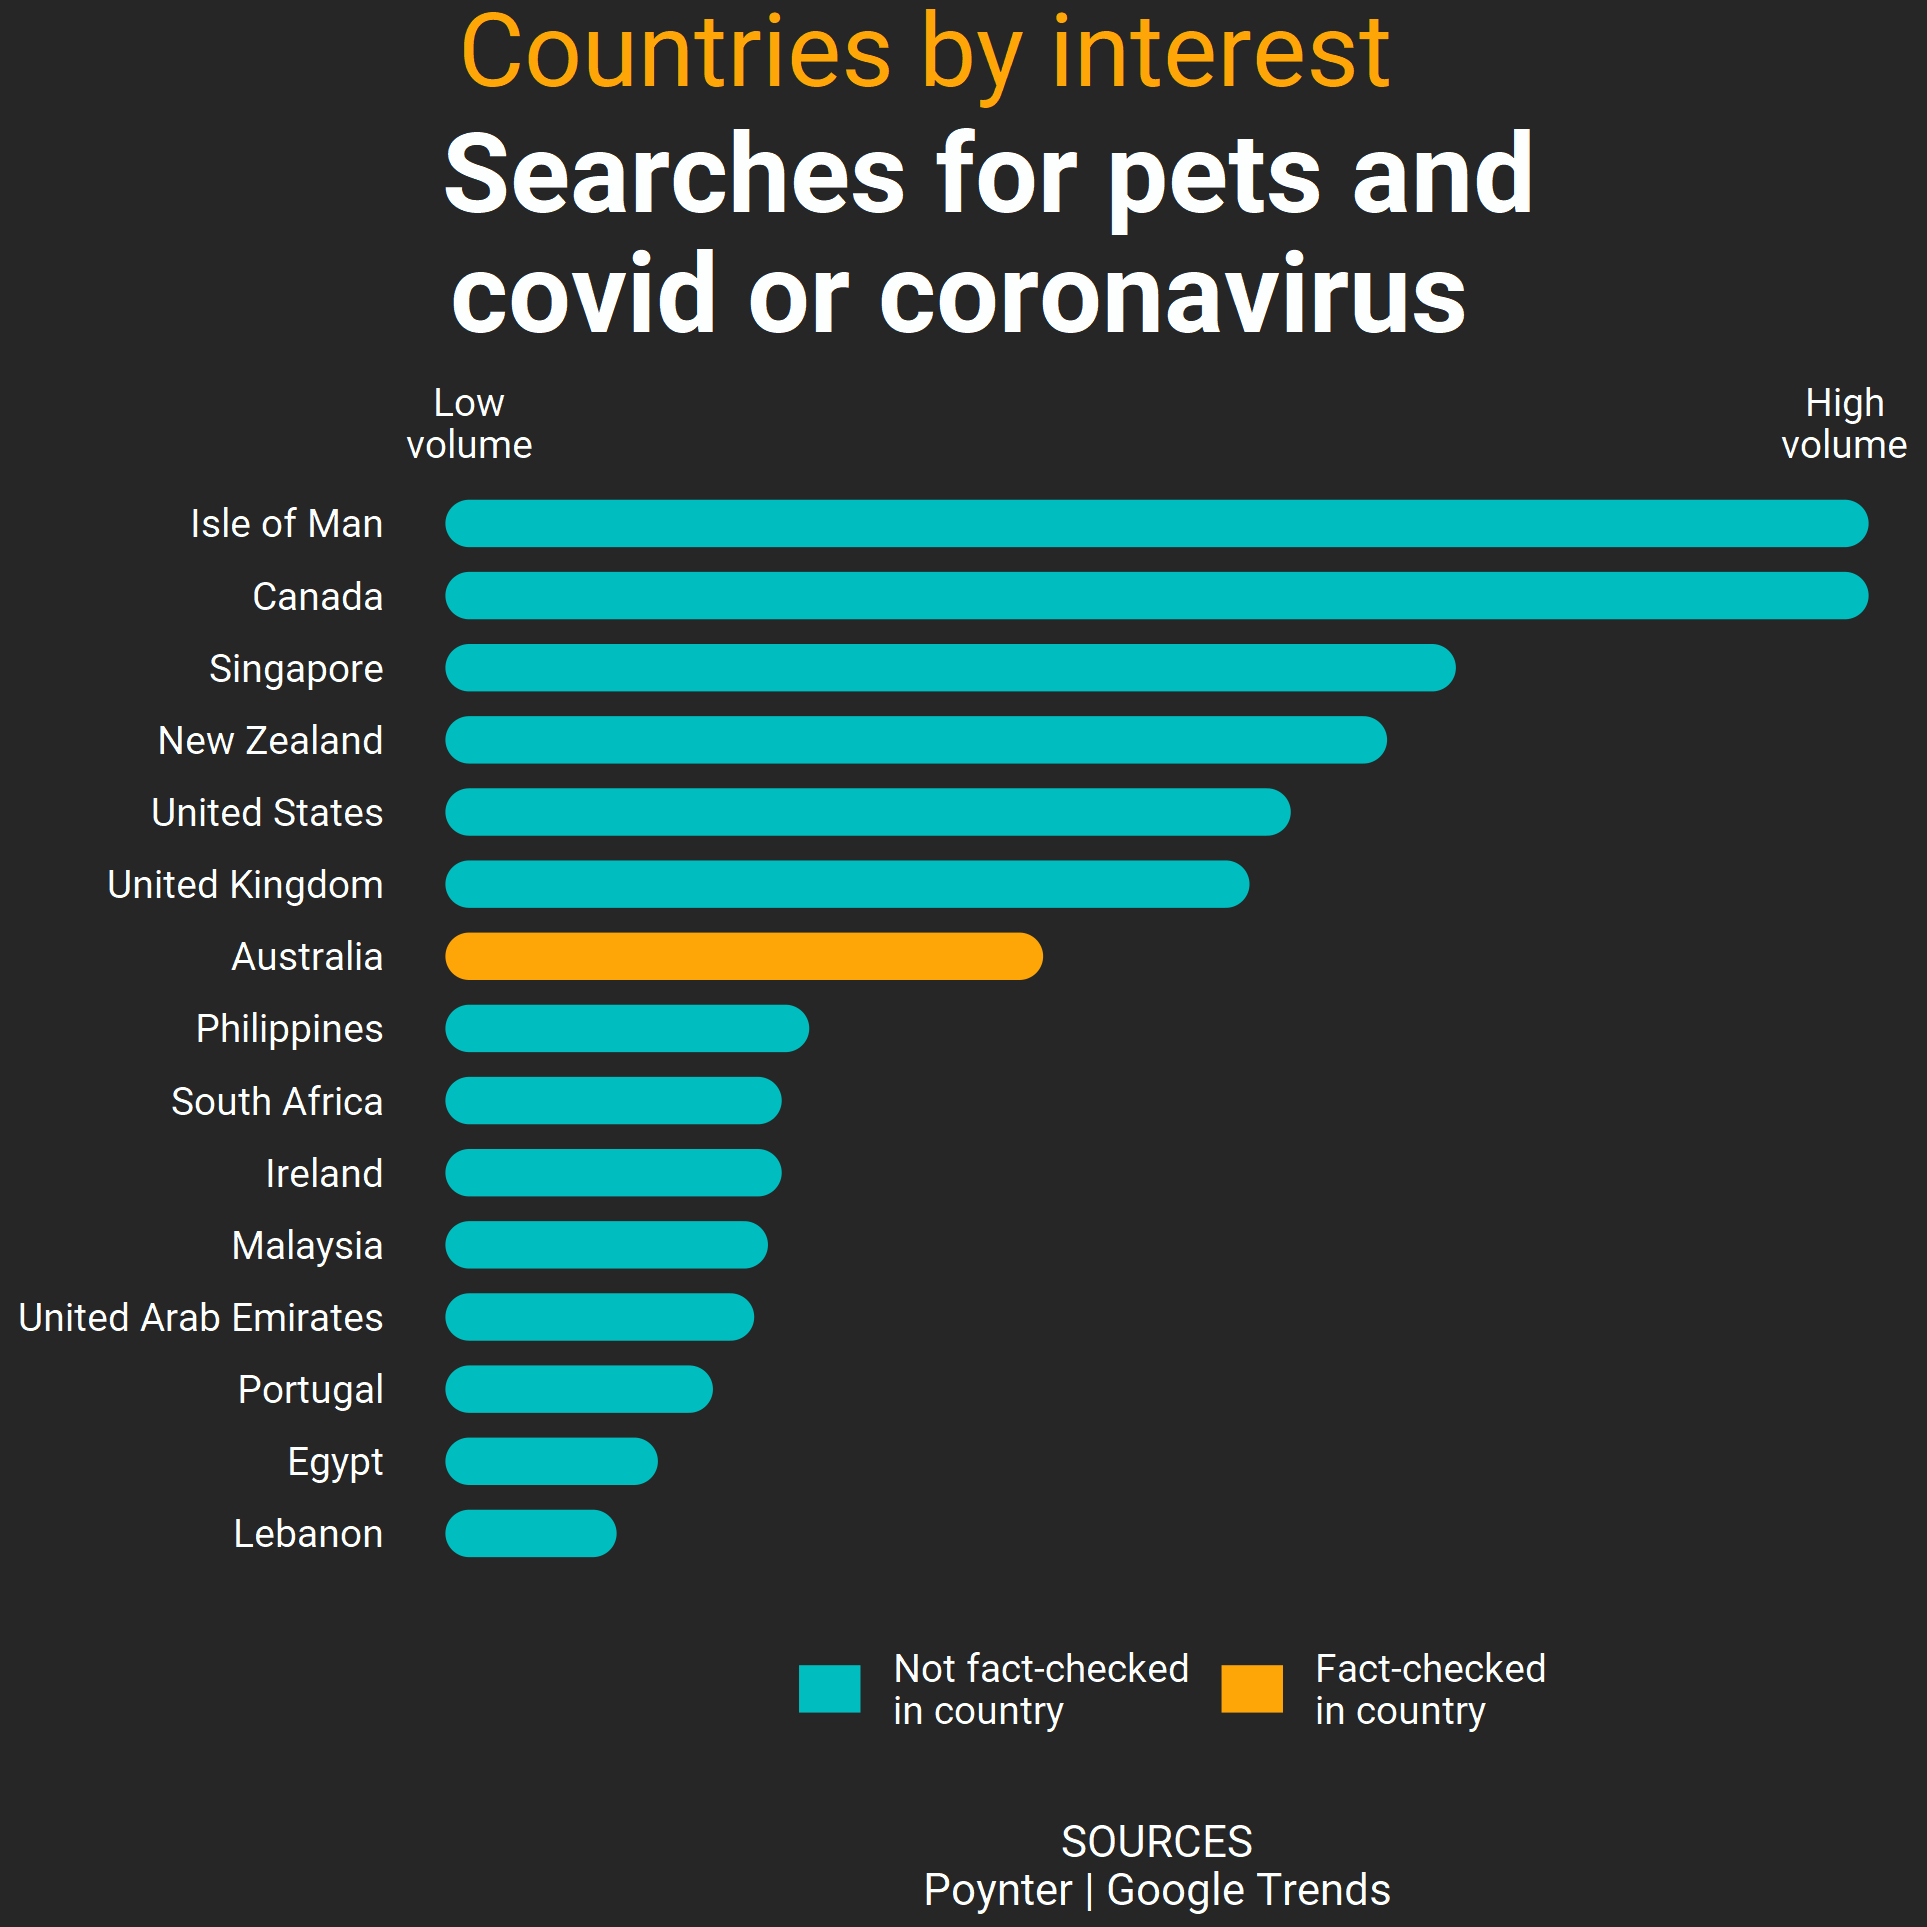 Countries by interest
Searches for pets and
covid or coronavirus
Low
volume
High
volume
Isle of Man
Canada
Singapore
New Zealand
United States
United Kingdom
Australia
Philippines
South Africa
Ireland
Malaysia
United Arab Emirates
Portugal
Egypt
Lebanon
Not fact-checked
in country
Fact-checked
in country
SOURCES
Poynter | Google Trends